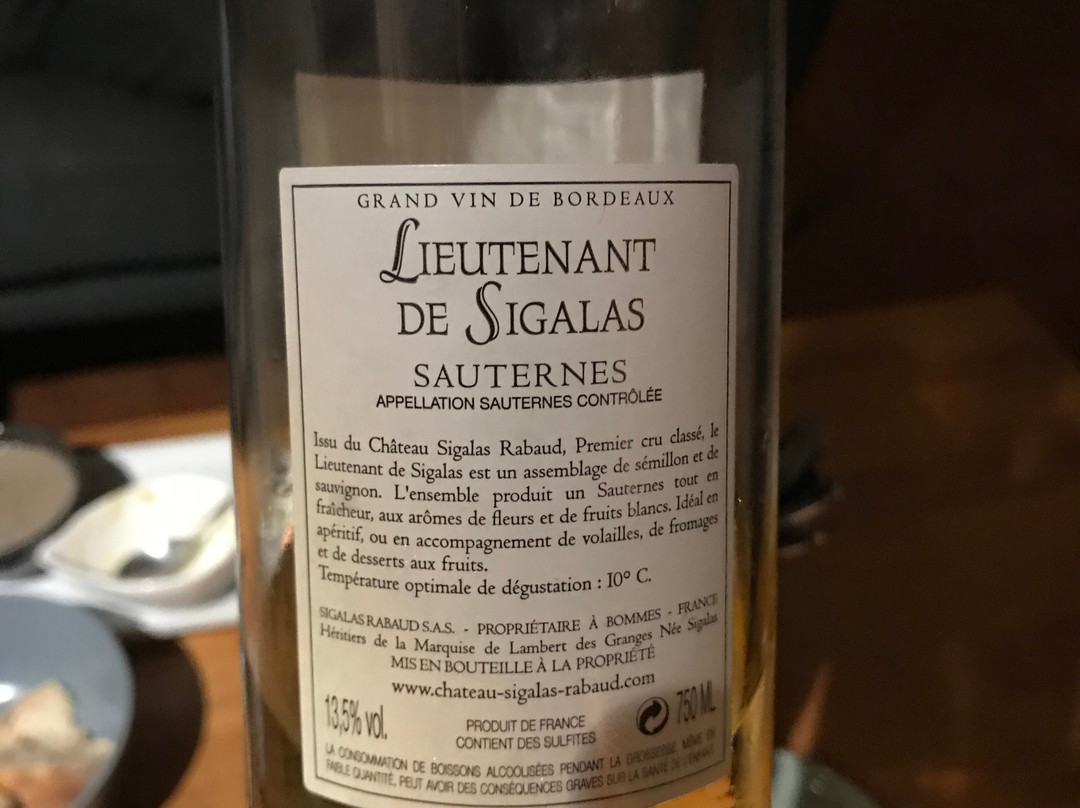 GRAND VIN DE BORDEAUX
LIEUTENANT
DE SIGALAS
SAUTERNES
APPELLATION SAUTERNES CONTRÔLÉE
Issu du Château Sigalas Rabaud, Premier cru classé, le
Lieutenant de Sigalas est un assemblage de sémillon et de
sauvignon. L'ensemble produit un Sauternes tout en
fraîcheur, aux arômes de fleurs et de fruits blancs. Idéal en
apéritif, ou en accompagnement de volailles, de fromages
et de desserts aux fruits.
Température optimale de dégustation : 10° C.
SIGALAS RABAUD S.A.S. - PROPRIÉTAIRE À BOMMES - FRANCE
Héritiers de la Marquise de Lambert des Granges Née Sigalas
MIS EN BOUTEILLE À LA PROPRIÉTÉ
www.chateau-sigalas-rabaud.com
13,5% vol.
PRODUIT DE FRANCE
CONTIENT DES SULFITES
750 ML
LA CONSOMMATION DE BOISSONS ALCOOLISÉES PENDANT LA GROSSESSE, MÊME EN
FAIBLE QUANTITÉ, PEUT AVOIR DES CONSÉQUENCES GRAVES SUR LA SANTÉ DE L'ENFANT